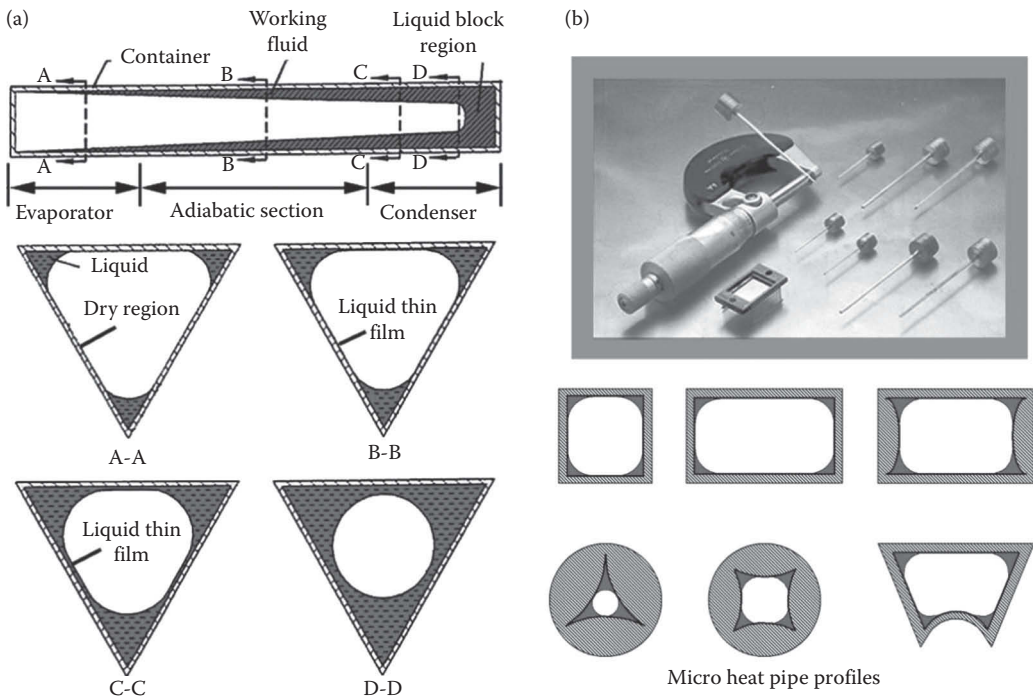 (a)
Container
Working
fluid
Liquid block
region
A
B
C
D
A
B
C
D
Evaporator
Adiabatic section
Condenser
Liquid
Dry region
A-A
Liquid thin
film
B-B
Liquid thin
film
C-C
D-D
(b)
Micro heat pipe profiles